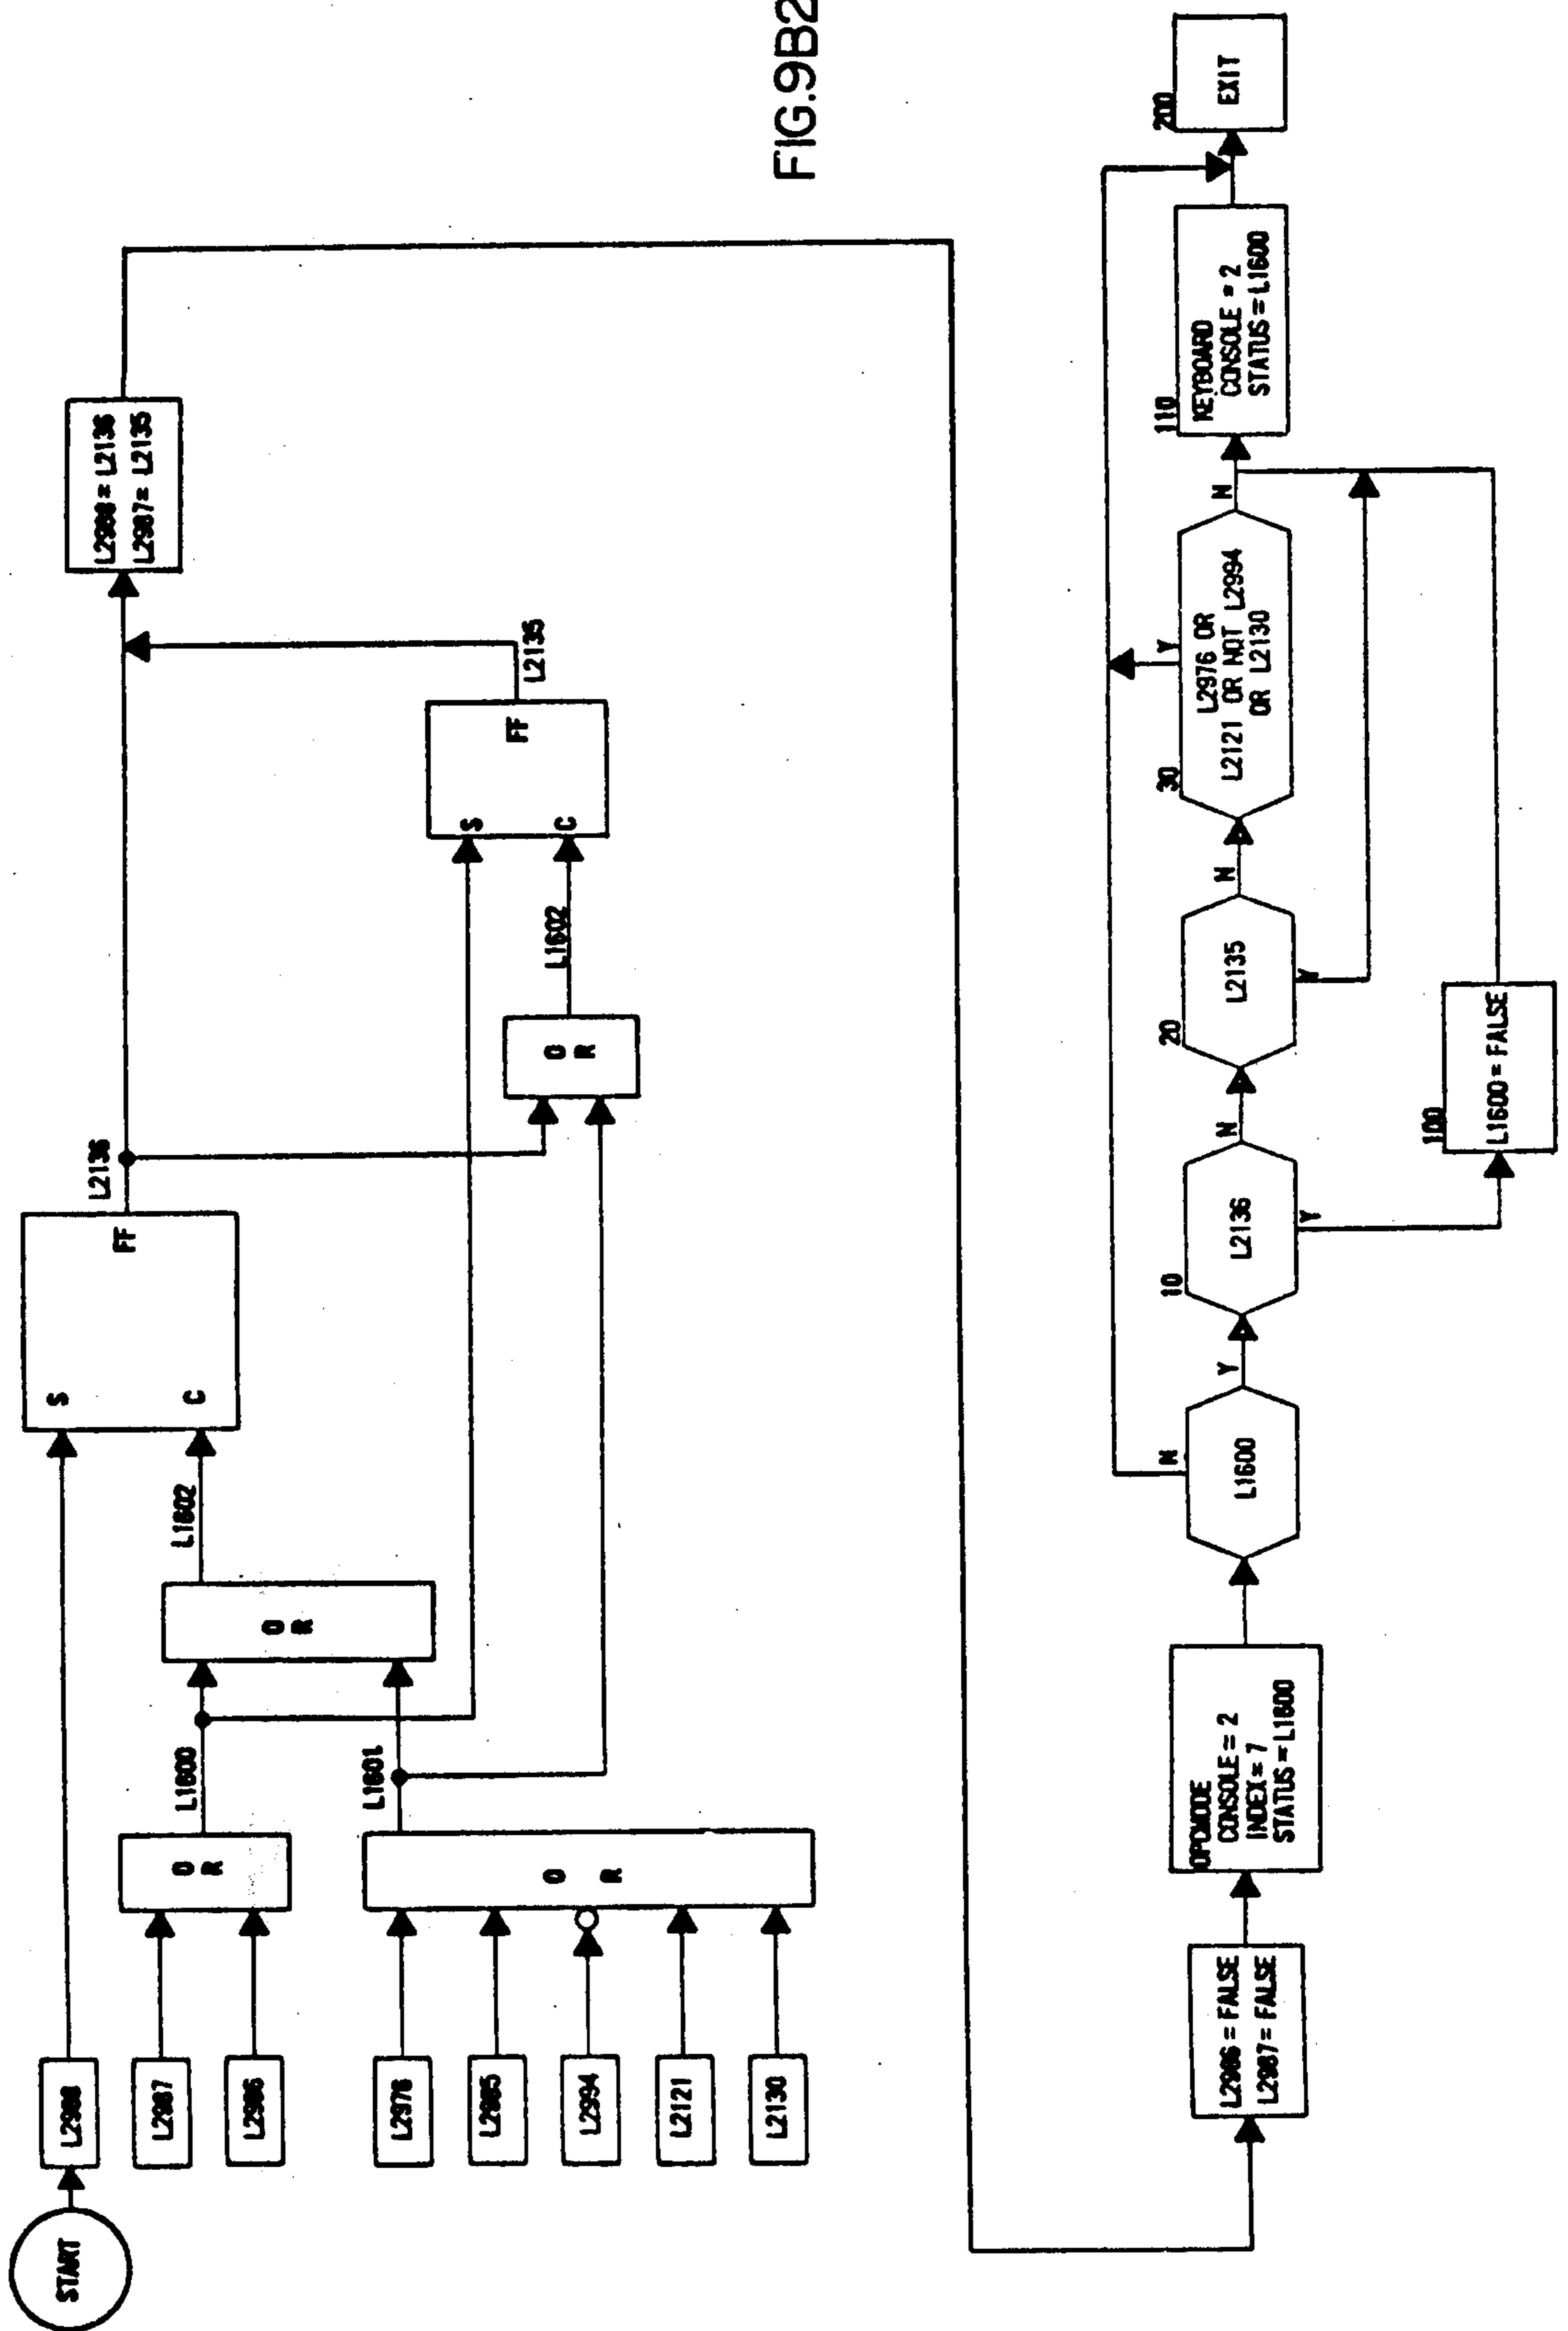 FIG.9B2
START
L2988
L2987
L2986
L2976
L2985
L2994
L2121
L2130
OR
L1600
OR
L1601
OR
L1602
S
C
FF
L2136
OR
L1602
S
C
FF
L2135
L2988 = L2136
L2987 = L2135
L2986 = FALSE
L2987 = FALSE
OPCMODE
CONSOLE = 2
INDEX = 7
STATUS = L1600
L1600
N
Y
10
L2136
Y
N
20
L2135
Y
N
30
L2976 OR
L2121 OR NOT L2994
OR L2130
Y
N
100
L1600 = FALSE
110
KEYBOARD
CONSOLE = 2
STATUS = L1600
200
EXIT